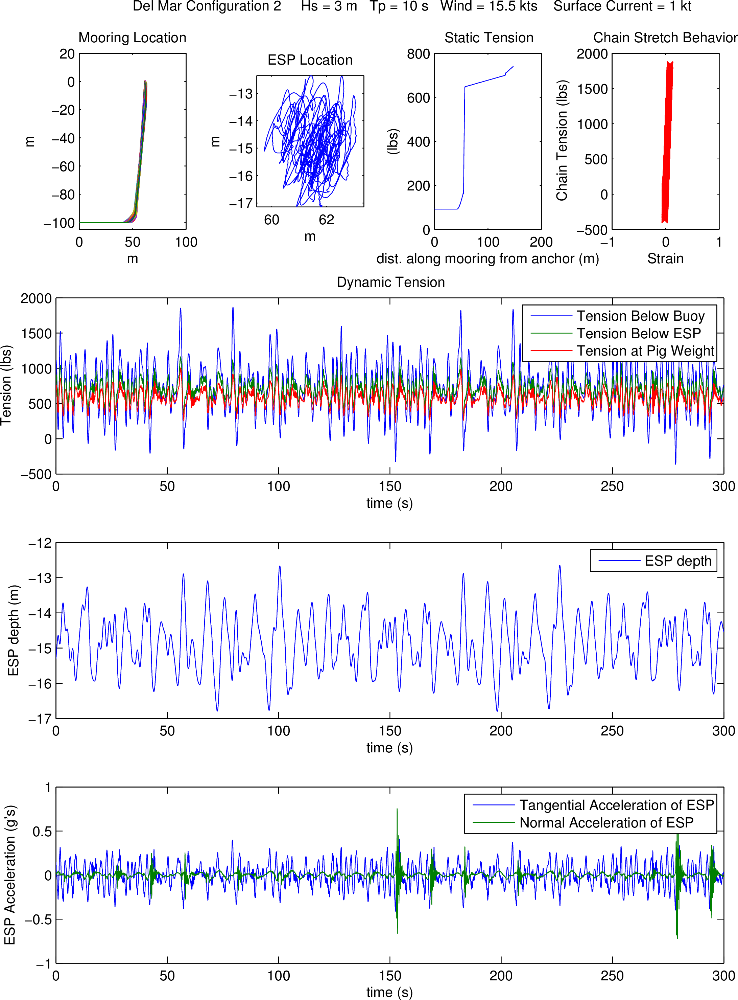 Del Mar Configuration 2 Hs = 3 m Tp = 10 s Wind = 15.5 kts Surface Current = 1 kt
Mooring Location
20
0
−20
−40
−60
−80
−100
m
0 50 100
m
ESP Location
−13
−14
−15
−16
−17
m
60 62
m
Static Tension
800
600
400
200
0
(lbs)
0 100 200
dist. along mooring from anchor (m)
Chain Stretch Behavior
2000
1500
1000
500
0
−500
Chain Tension (lbs)
−1 0 1
Strain
Dynamic Tension
2000
1500
1000
500
0
−500
Tension (lbs)
Tension Below Buoy
Tension Below ESP
Tension at Pig Weight
0 50 100 150 200 250 300
time (s)
−12
−13
−14
−15
−16
−17
ESP depth (m)
ESP depth
0 50 100 150 200 250 300
time (s)
1
0.5
0
−0.5
−1
ESP Acceleration (g's)
Tangential Acceleration of ESP
Normal Acceleration of ESP
0 50 100 150 200 250 300
time (s)